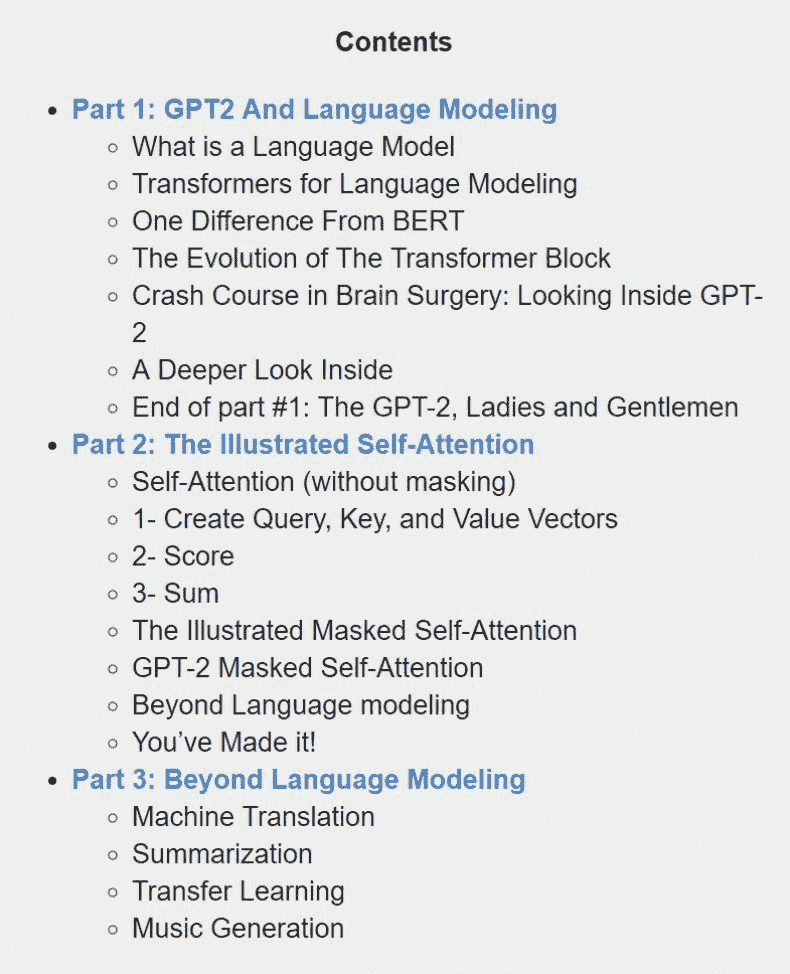 Contents
Part 1: GPT2 And Language Modeling
What is a Language Model
Transformers for Language Modeling
One Difference From BERT
The Evolution of The Transformer Block
Crash Course in Brain Surgery: Looking Inside GPT-
2
A Deeper Look Inside
End of part #1: The GPT-2, Ladies and Gentlemen
Part 2: The Illustrated Self-Attention
Self-Attention (without masking)
1- Create Query, Key, and Value Vectors
2- Score
3- Sum
The Illustrated Masked Self-Attention
GPT-2 Masked Self-Attention
Beyond Language modeling
You’ve Made it!
Part 3: Beyond Language Modeling
Machine Translation
Summarization
Transfer Learning
Music Generation